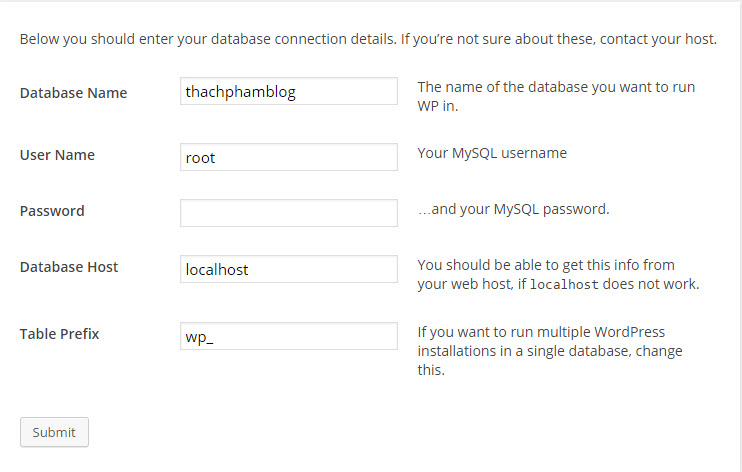 Below you should enter your database connection details. If you’re not sure about these, contact your host.
Database Name
thachphamblog
The name of the database you want to run
WP in.
User Name
root
Your MySQL username
Password
…and your MySQL password.
Database Host
localhost
You should be able to get this info from
your web host, if localhost does not work.
Table Prefix
wp_
If you want to run multiple WordPress
installations in a single database, change
this.
Submit